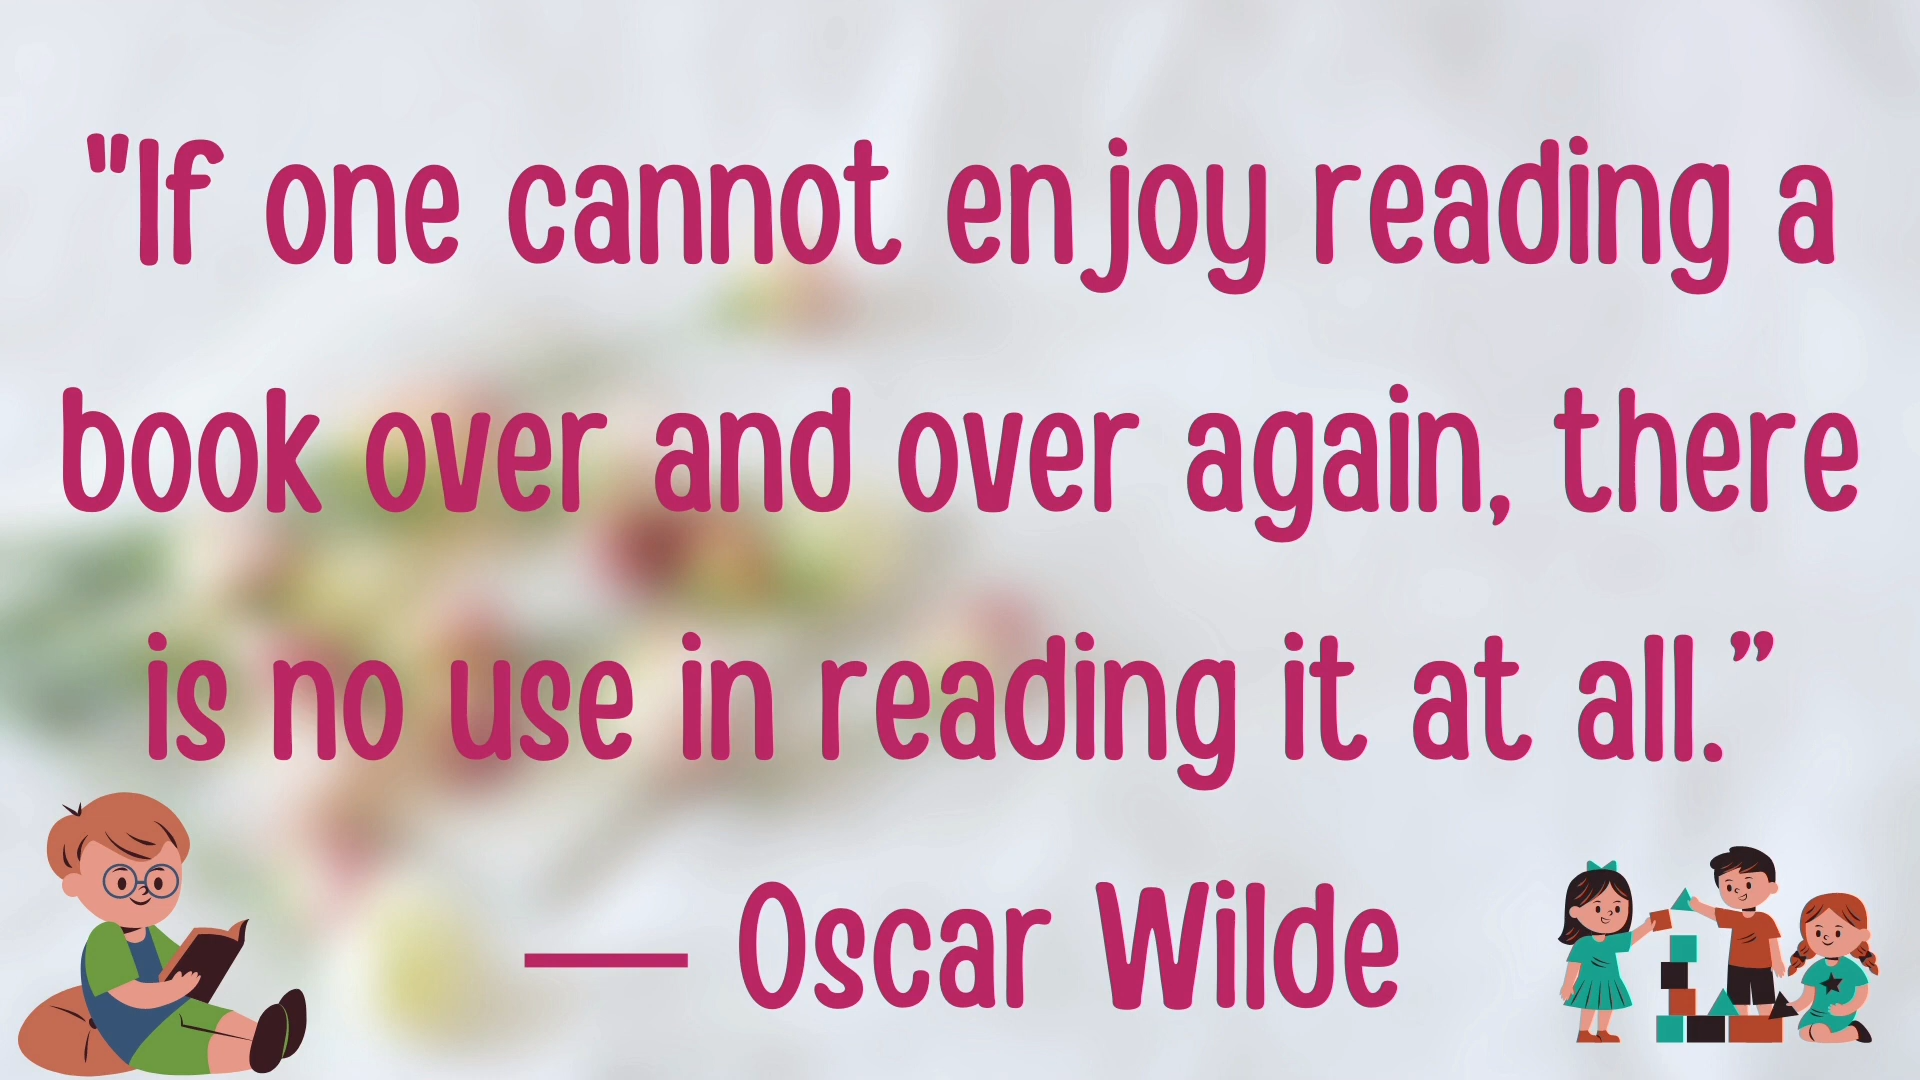 "If one cannot enjoy reading a
book over and over again, there
is no use in reading it at all.”
— Oscar Wilde